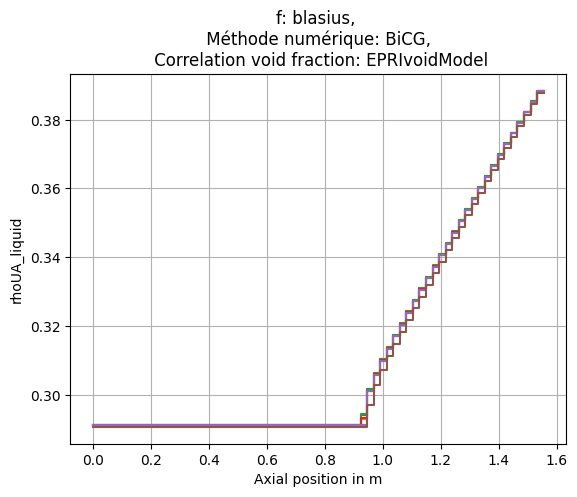 f: blasius,
Méthode numérique: BiCG,
Correlation void fraction: EPRIvoidModel
0.38
0.36
0.34
0.32
0.30
rhoUA_liquid
0.0 0.2 0.4 0.6 0.8 1.0 1.2 1.4 1.6
Axial position in m